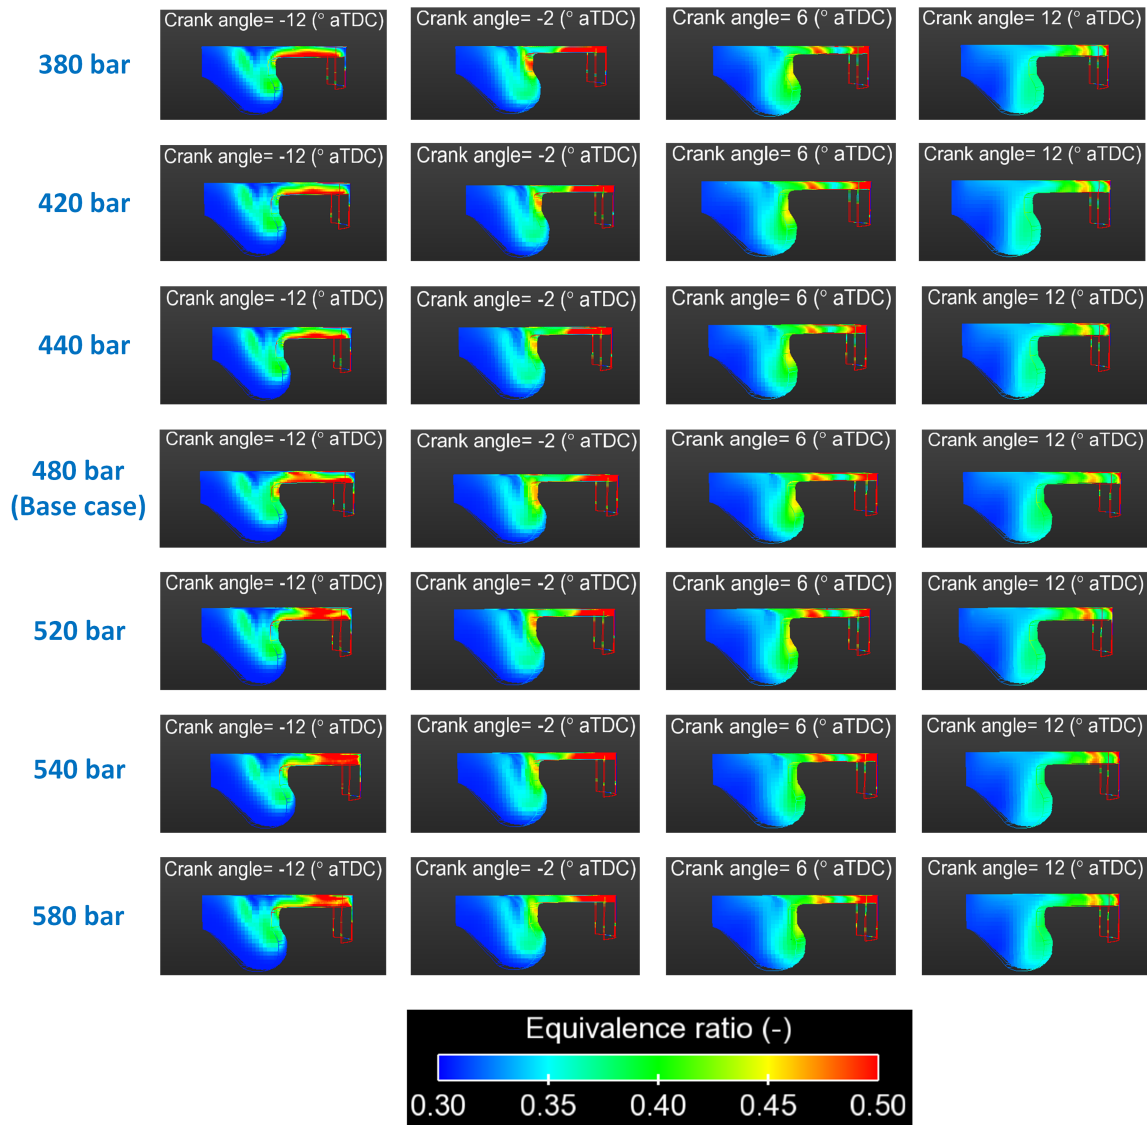 Crank angle= -12 (° aTDC) Crank angle= -2 (° aTDC) Crank angle= 6 (° aTDC) Crank angle= 12 (° aTDC)
380 bar
Crank angle= -12 (° aTDC) Crank angle= -2 (° aTDC) Crank angle= 6 (° aTDC) Crank angle= 12 (° aTDC)
420 bar
Crank angle= -12 (° aTDC) Crank angle= -2 (° aTDC) Crank angle= 6 (° aTDC) Crank angle= 12 (° aTDC)
440 bar
Crank angle= -12 (° aTDC) Crank angle= -2 (° aTDC) Crank angle= 6 (° aTDC) Crank angle= 12 (° aTDC)
480 bar
(Base case)
Crank angle= -12 (° aTDC) Crank angle= -2 (° aTDC) Crank angle= 6 (° aTDC) Crank angle= 12 (° aTDC)
520 bar
Crank angle= -12 (° aTDC) Crank angle= -2 (° aTDC) Crank angle= 6 (° aTDC) Crank angle= 12 (° aTDC)
540 bar
Crank angle= -12 (° aTDC) Crank angle= -2 (° aTDC) Crank angle= 6 (° aTDC) Crank angle= 12 (° aTDC)
580 bar
Equivalence ratio (-)
0.30 0.35 0.40 0.45 0.50